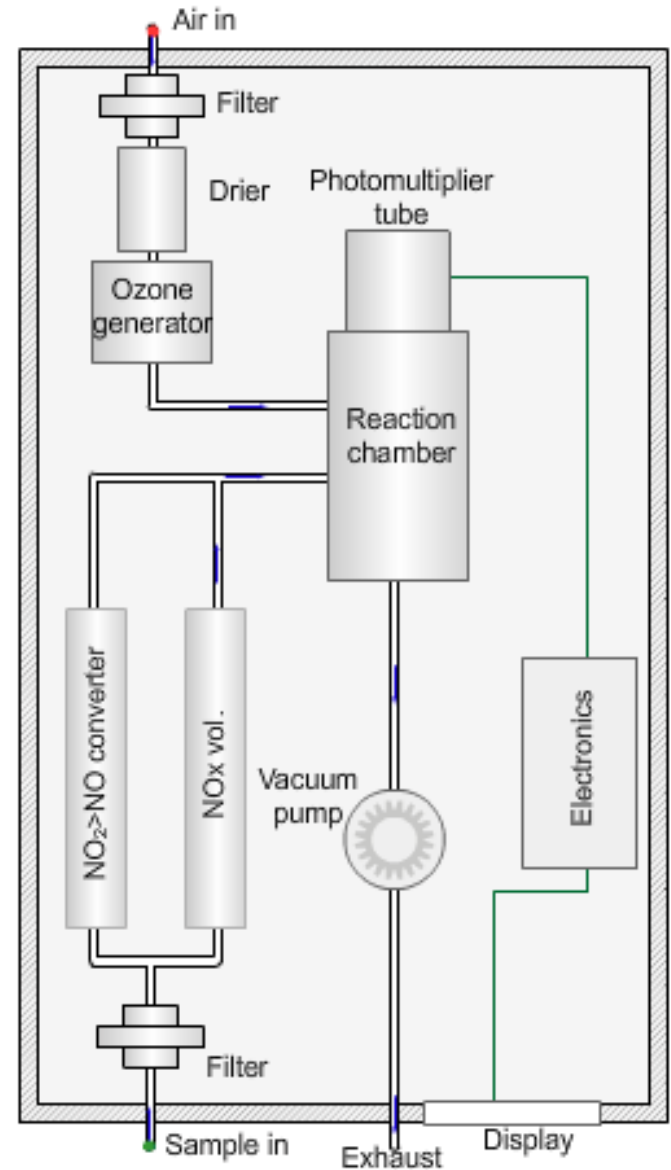 Air in
Filter
Drier
Photomultiplier
tube
Ozone
generator
Reaction
chamber
NO₂>NO converter
NOx vol.
Vacuum
pump
Electronics
Filter
Sample in
Exhaust
Display